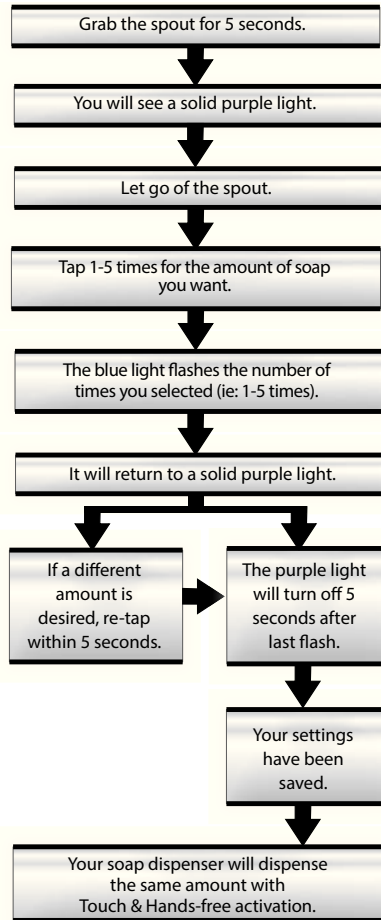 Grab the spout for 5 seconds.
You will see a solid purple light.
Let go of the spout.
Tap 1-5 times for the amount of soap
you want.
The blue light flashes the number of
times you selected (ie: 1-5 times).
It will return to a solid purple light.
If a different
amount is
desired, re-tap
within 5 seconds.
The purple light
will turn off 5
seconds after
last flash.
Your settings
have been
saved.
Your soap dispenser will dispense
the same amount with
Touch & Hands-free activation.